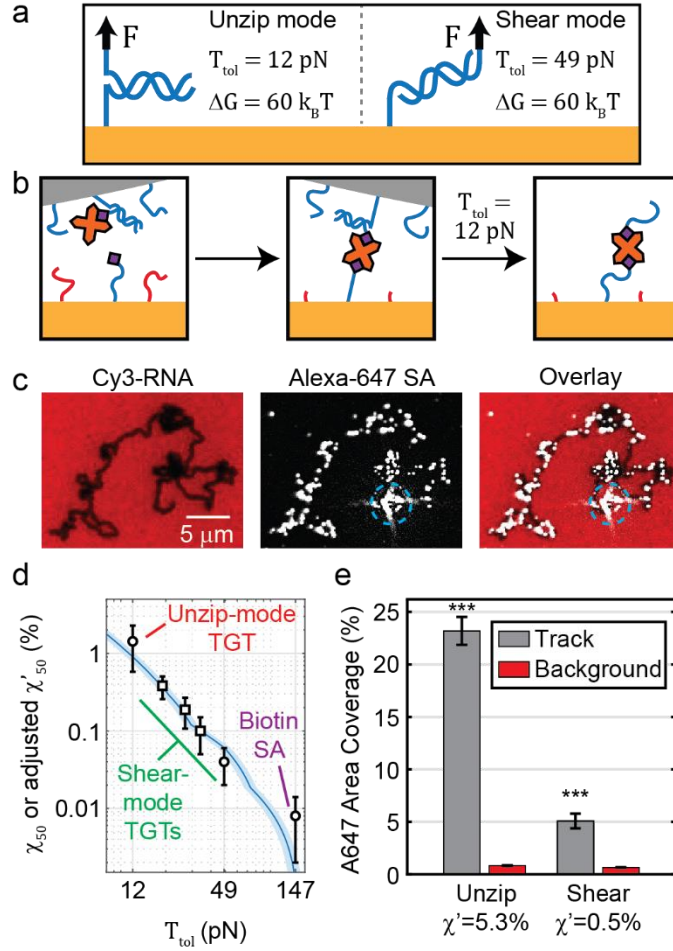 a
Unzip mode
F
T_tol = 12 pN
ΔG = 60 k_BT
Shear mode
F
T_tol = 49 pN
ΔG = 60 k_BT
b
T_tol =
12 pN
c
Cy3-RNA
Alexa-647 SA
Overlay
5 μm
d
χ_50 or adjusted χ'_50 (%)
1
0.1
0.01
Unzip-mode
TGT
Biotin
SA
Shear-
mode
TGTs
12
49
147
T_tol (pN)
e
A647 Area Coverage (%)
25
20
15
10
5
0
***
***
Track
Background
Unzip
χ'=5.3%
Shear
χ'=0.5%